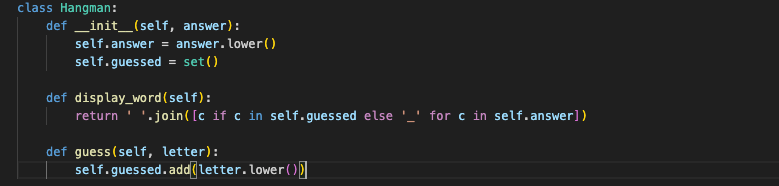 class Hangman:
    def __init__(self, answer):
        self.answer = answer.lower()
        self.guessed = set()

    def display_word(self):
        return ' '.join([c if c in self.guessed else '_' for c in self.answer])

    def guess(self, letter):
        self.guessed.add(letter.lower())